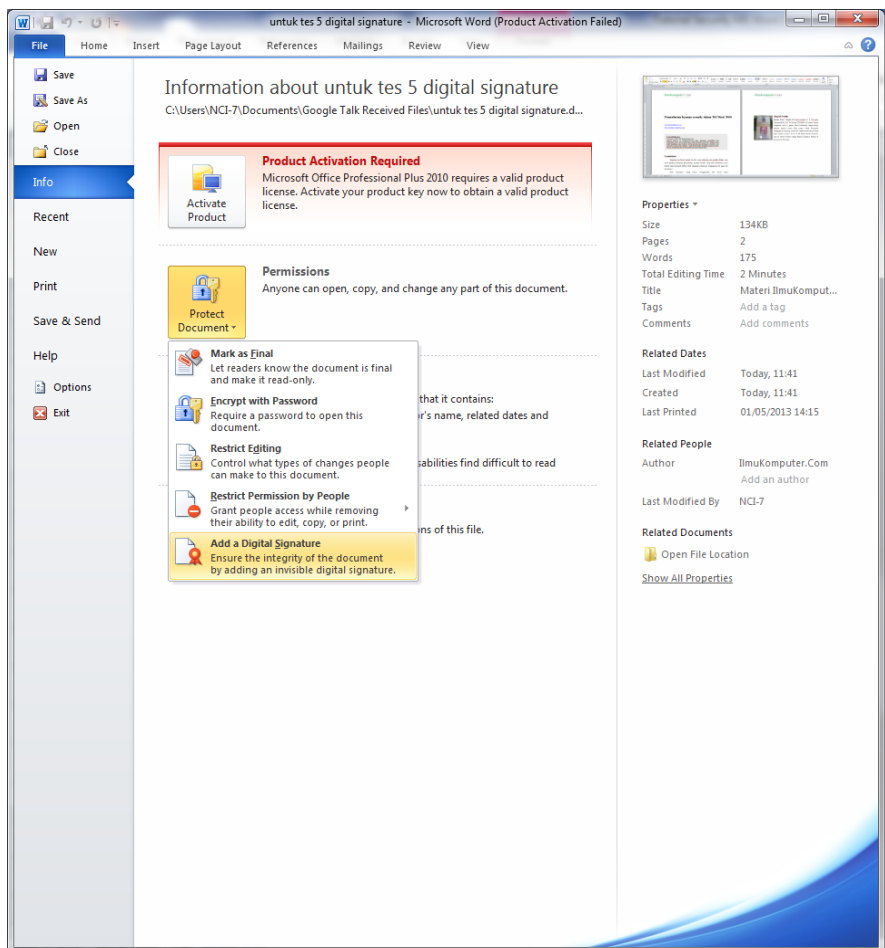 untuk tes 5 digital signature - Microsoft Word (Product Activation Failed)
File Home Insert Page Layout References Mailings Review View
Save
Save As
Open
Close
Info
Recent
New
Print
Save & Send
Help
Options
Exit
Information about untuk tes 5 digital signature
C:\Users\NCI-7\Documents\Google Talk Received Files\untuk tes 5 digital signature.d...
Activate
Product
Product Activation Required
Microsoft Office Professional Plus 2010 requires a valid product
license. Activate your product key now to obtain a valid product
license.
Protect
Document
Permissions
Anyone can open, copy, and change any part of this document.
Mark as Final
Let readers know the document is final
and make it read-only.
Encrypt with Password
Require a password to open this
document.
Restrict Editing
Control what types of changes people
can make to this document.
Restrict Permission by People
Grant people access while removing
their ability to edit, copy, or print.
Add a Digital Signature
Ensure the integrity of the document
by adding an invisible digital signature.
that it contains:
or's name, related dates and
sabilities find difficult to read
ons of this file.
Properties
Size 134KB
Pages 2
Words 175
Total Editing Time 2 Minutes
Title Materi IlmuKomput...
Tags Add a tag
Comments Add comments
Related Dates
Last Modified Today, 11:41
Created Today, 11:41
Last Printed 01/05/2013 14:15
Related People
Author IlmuKomputer.Com
Add an author
Last Modified By NCI-7
Related Documents
Open File Location
Show All Properties